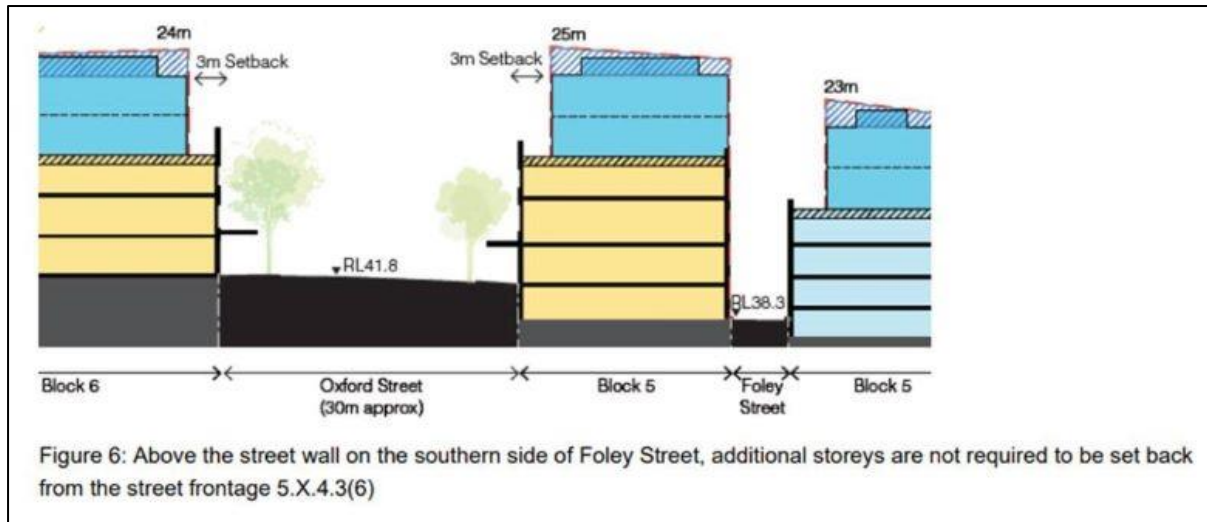 24m
3m Setback
3m Setback
25m
23m
RL41.8
RL38.3
Block 6
Oxford Street
(30m approx)
Block 5
Foley
Street
Block 5
Figure 6: Above the street wall on the southern side of Foley Street, additional storeys are not required to be set back
from the street frontage 5.X.4.3(6)